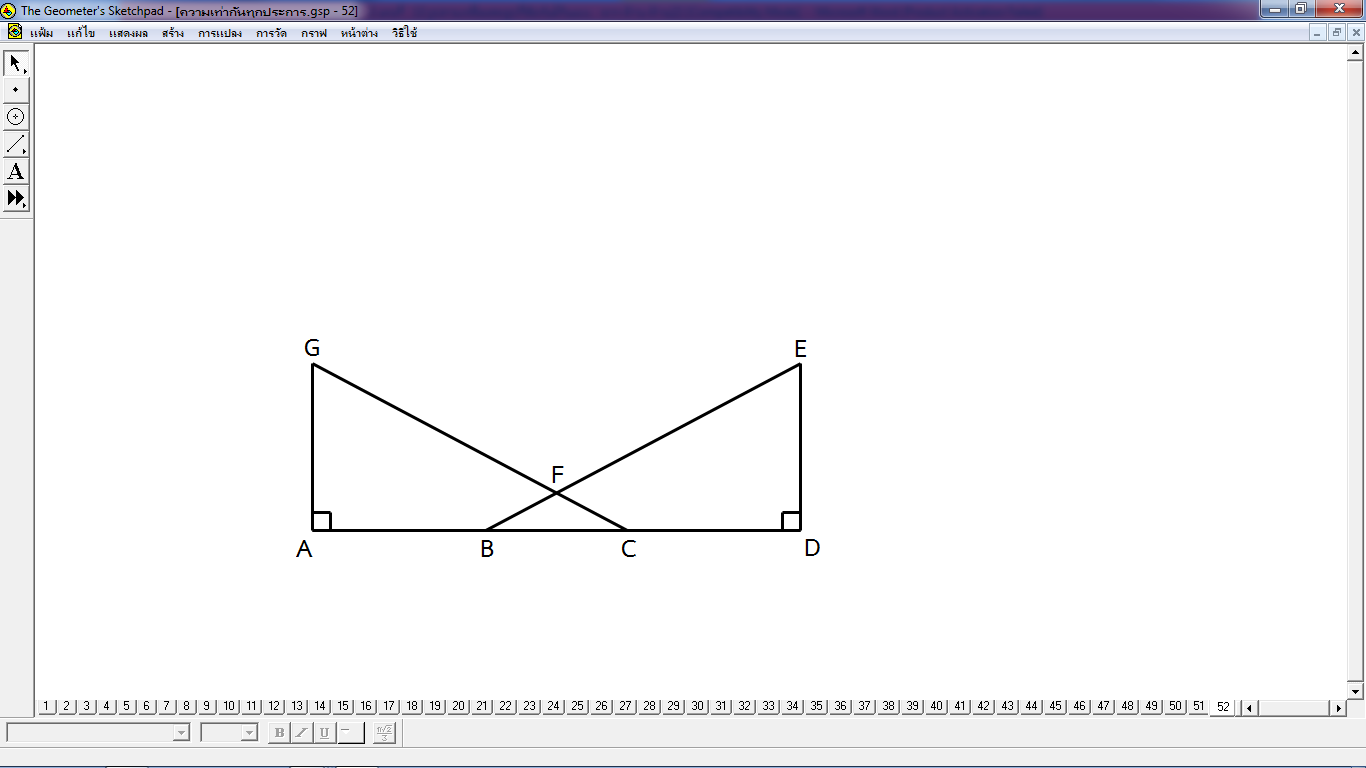 The Geometer's Sketchpad - [ความเท่ากันทุกประการ.gsp - 52]
แฟ้ม แก้ไข แสดงผล สร้าง การแปลง การวัด กราฟ หน้าต่าง วิธีใช้
A
G E
F
A B C D
1 2 3 4 5 6 7 8 9 10 11 12 13 14 15 16 17 18 19 20 21 22 23 24 25 26 27 28 29 30 31 32 33 34 35 36 37 38 39 40 41 42 43 44 45 46 47 48 49 50 51 52
B I U